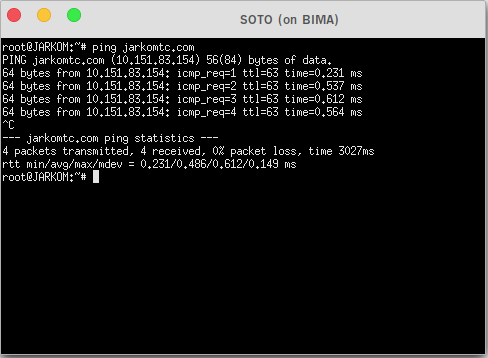 SOTO (on BIMA)
root@JARKOM:~# ping jarkomtc.com
PING jarkomtc.com (10.151.83.154) 56(84) bytes of data.
64 bytes from 10.151.83.154: icmp_req=1 ttl=63 time=0.231 ms
64 bytes from 10.151.83.154: icmp_req=2 ttl=63 time=0.537 ms
64 bytes from 10.151.83.154: icmp_req=3 ttl=63 time=0.612 ms
64 bytes from 10.151.83.154: icmp_req=4 ttl=63 time=0.564 ms
^C
--- jarkomtc.com ping statistics ---
4 packets transmitted, 4 received, 0% packet loss, time 3027ms
rtt min/avg/max/mdev = 0.231/0.486/0.612/0.149 ms
root@JARKOM:~#